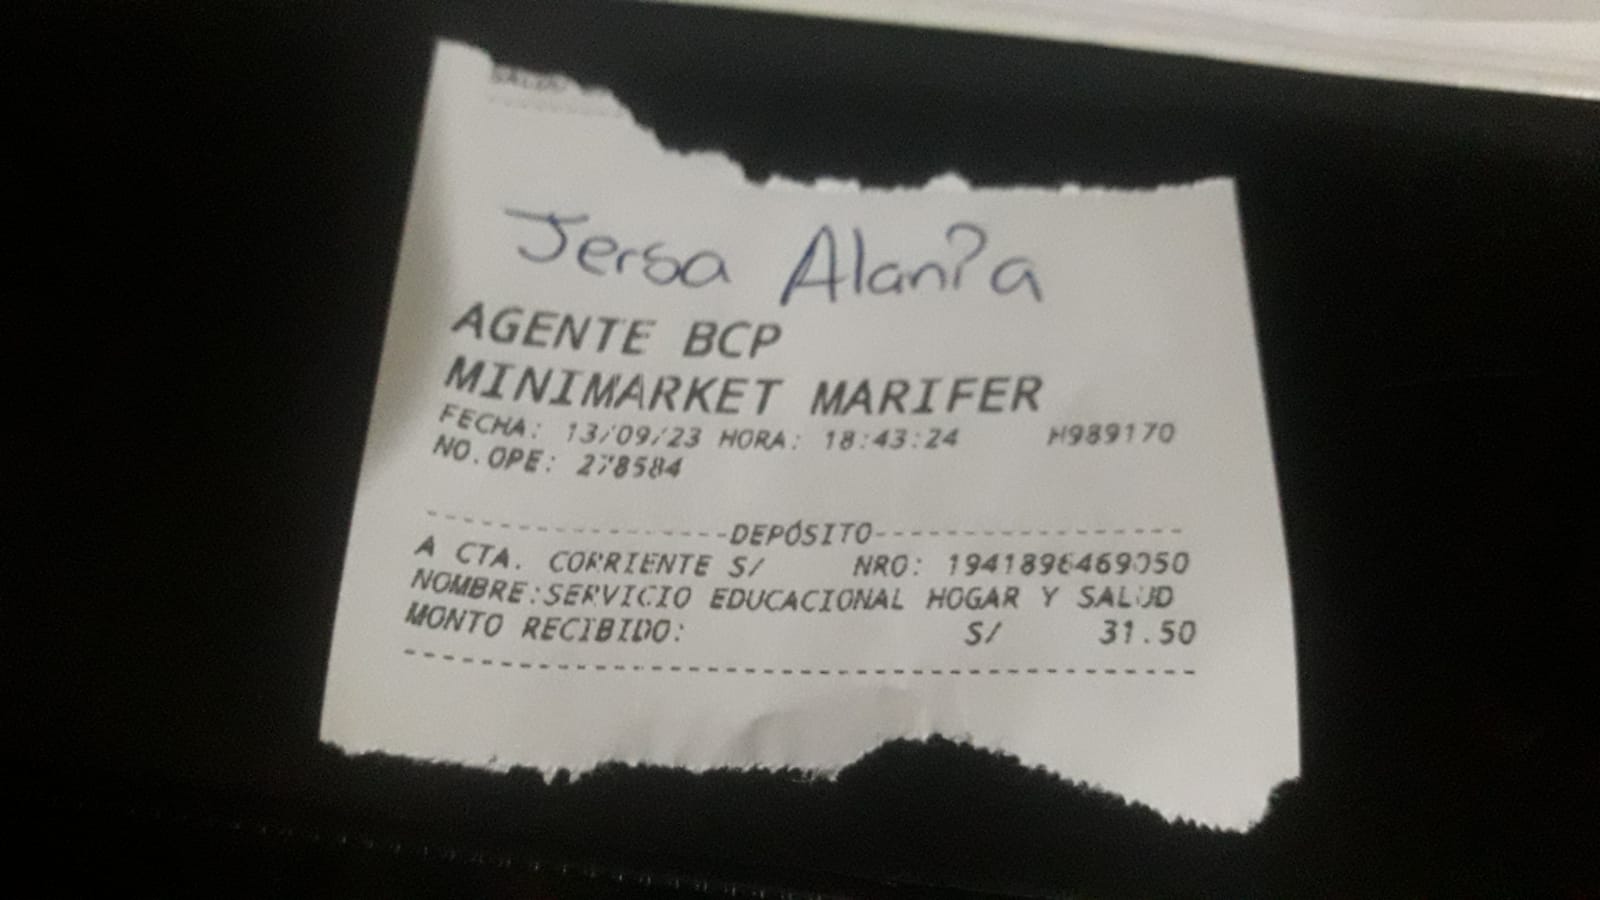 Jersa Alania
AGENTE BCP
MINIMARKET MARIFER
FECHA: 13/09/23 HORA: 18:43:24 M989170
NO.OPE: 278584
DEPÓSITO
A CTA. CORRIENTE S/ NRO: 1941896469050
NOMBRE:SERVICIO EDUCACIONAL HOGAR Y SALUD
MONTO RECIBIDO: S/ 31.50